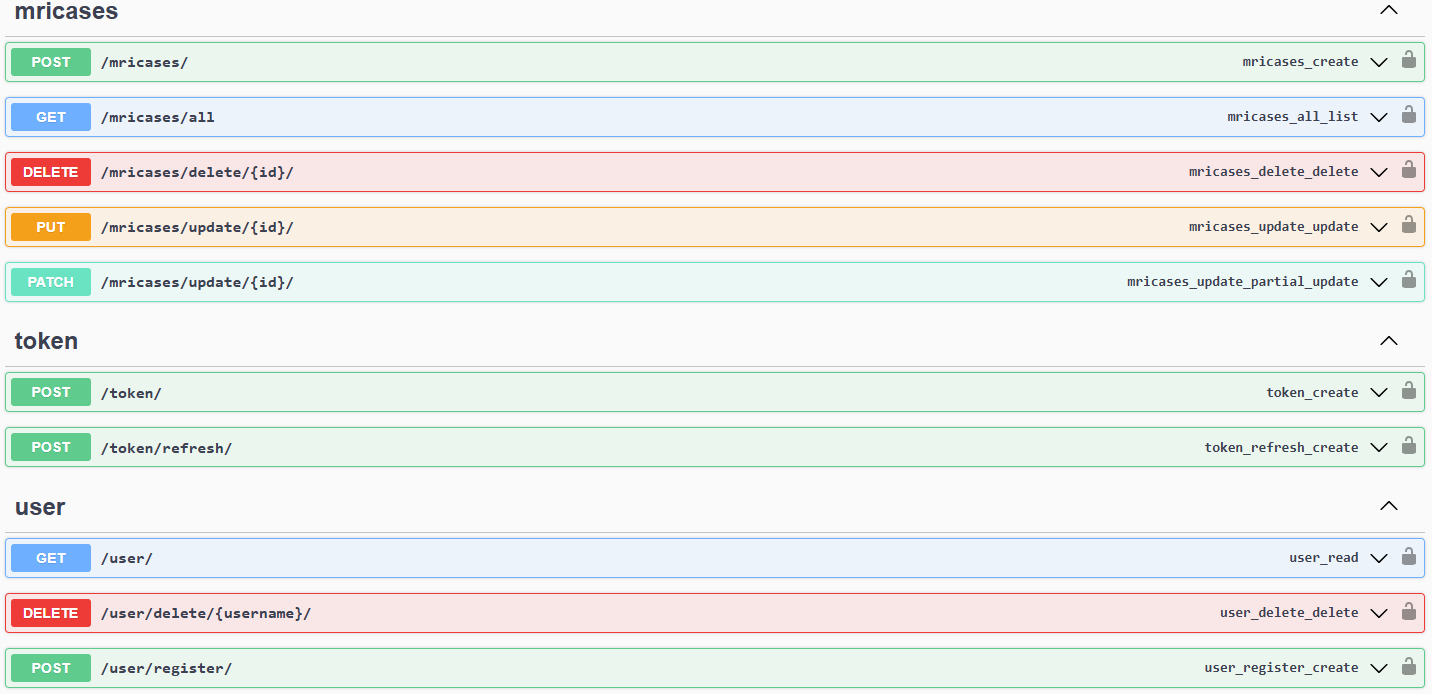 mricases
POST /mricases/ mricases_create
GET /mricases/all mricases_all_list
DELETE /mricases/delete/{id}/ mricases_delete_delete
PUT /mricases/update/{id}/ mricases_update_update
PATCH /mricases/update/{id}/ mricases_update_partial_update
token
POST /token/ token_create
POST /token/refresh/ token_refresh_create
user
GET /user/ user_read
DELETE /user/delete/{username}/ user_delete_delete
POST /user/register/ user_register_create